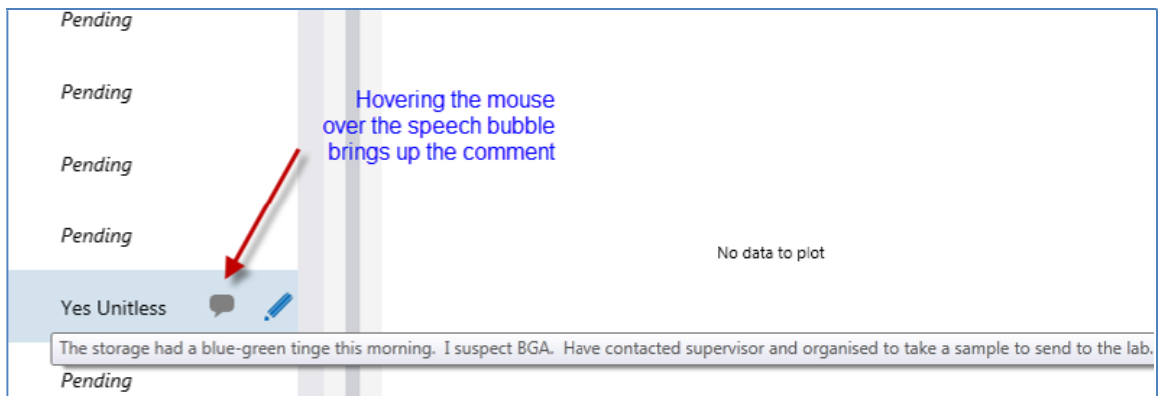 Pending
Pending
Hovering the mouse
over the speech bubble
brings up the comment
Pending
Pending
No data to plot
Yes Unitless
The storage had a blue-green tinge this morning.  I suspect BGA.  Have contacted supervisor and organised to take a sample to send to the lab.
Pending